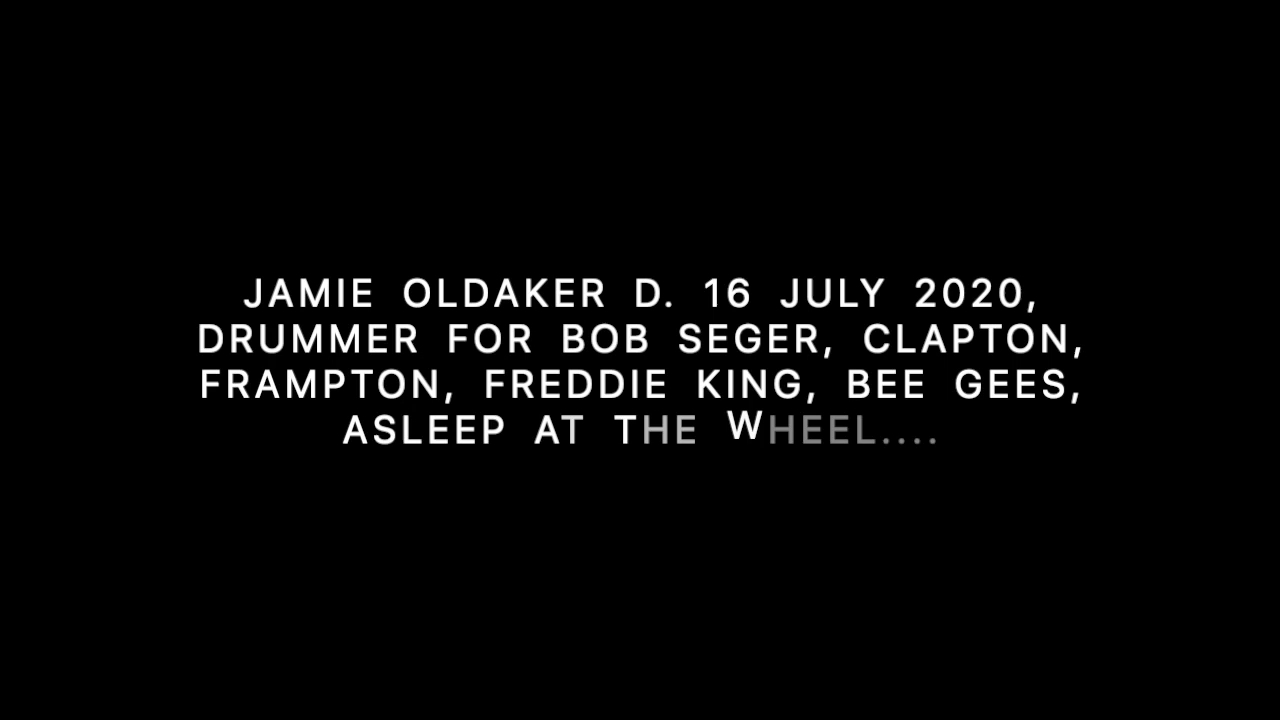 JAMIE OLDAKER D. 16 JULY 2020,
DRUMMER FOR BOB SEGER, CLAPTON,
FRAMPTON, FREDDIE KING, BEE GEES,
ASLEEP AT THE WHEEL....